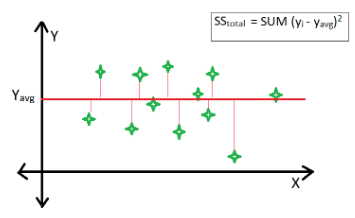 SStotal = SUM (yi - yavg)2
Y
Yavg
X